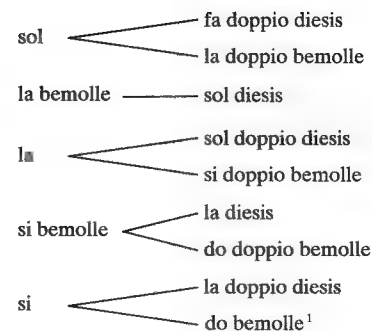 fa doppio diesis
sol
la doppio bemolle
la bemolle sol diesis
sol doppio diesis
la
si doppio bemolle
la diesis
si bemolle
do doppio bemolle
la doppio diesis
si
do bemolle¹